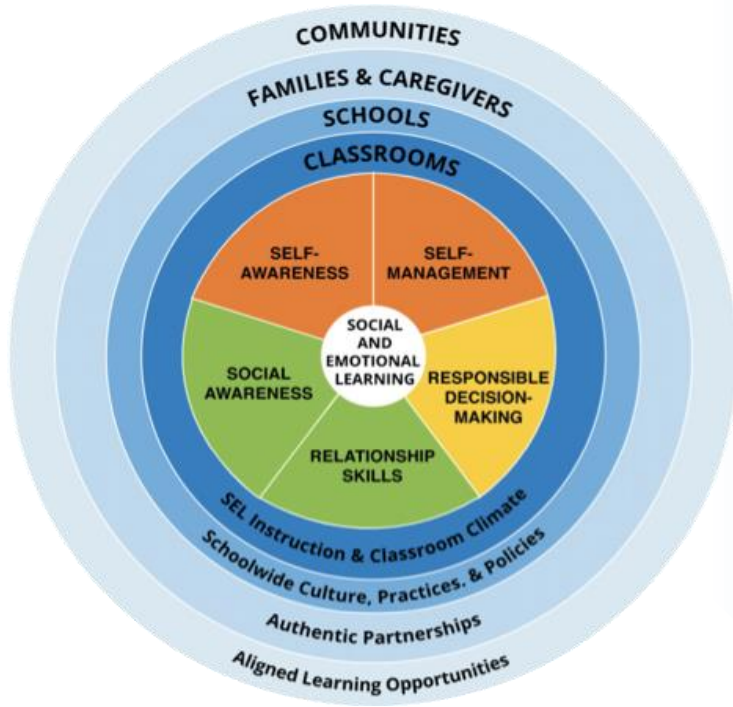 COMMUNITIES
FAMILIES & CAREGIVERS
SCHOOLS
CLASSROOMS
SELF-
AWARENESS
SELF-
MANAGEMENT
SOCIAL
AND
EMOTIONAL
LEARNING
SOCIAL
AWARENESS
RESPONSIBLE
DECISION-
MAKING
RELATIONSHIP
SKILLS
SEL Instruction & Classroom Climate
Schoolwide Culture, Practices. & Policies
Authentic Partnerships
Aligned Learning Opportunities